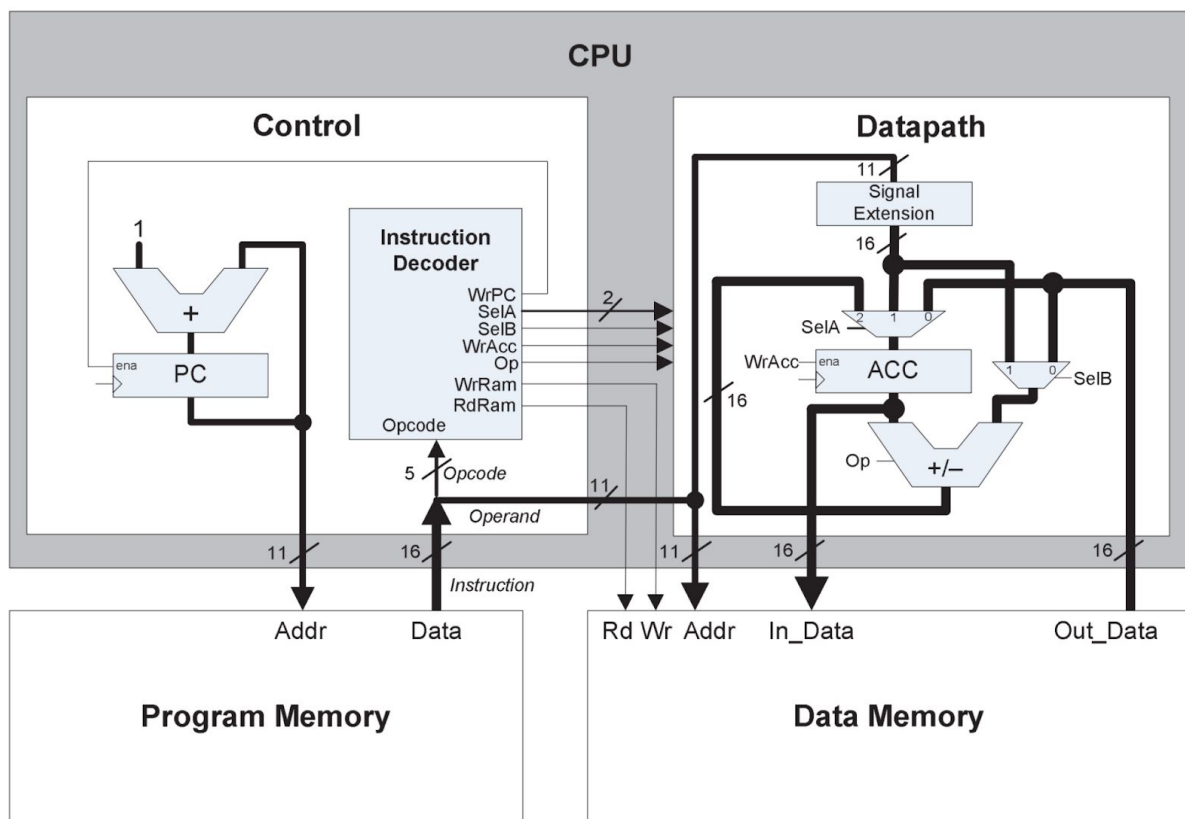 CPU
Control
1
+
ena
PC
Instruction
Decoder
WrPC
SelA
SelB
WrAcc
Op
WrRam
RdRam
Opcode
2
5
Opcode
11
Operand
11
16
Instruction
Datapath
11
Signal
Extension
16
2 1 0
SelA
WrAcc
ena
ACC
1 0
SelB
16
Op
+/–
11
16
16
Addr
Data
Program Memory
Rd Wr Addr
In_Data
Out_Data
Data Memory